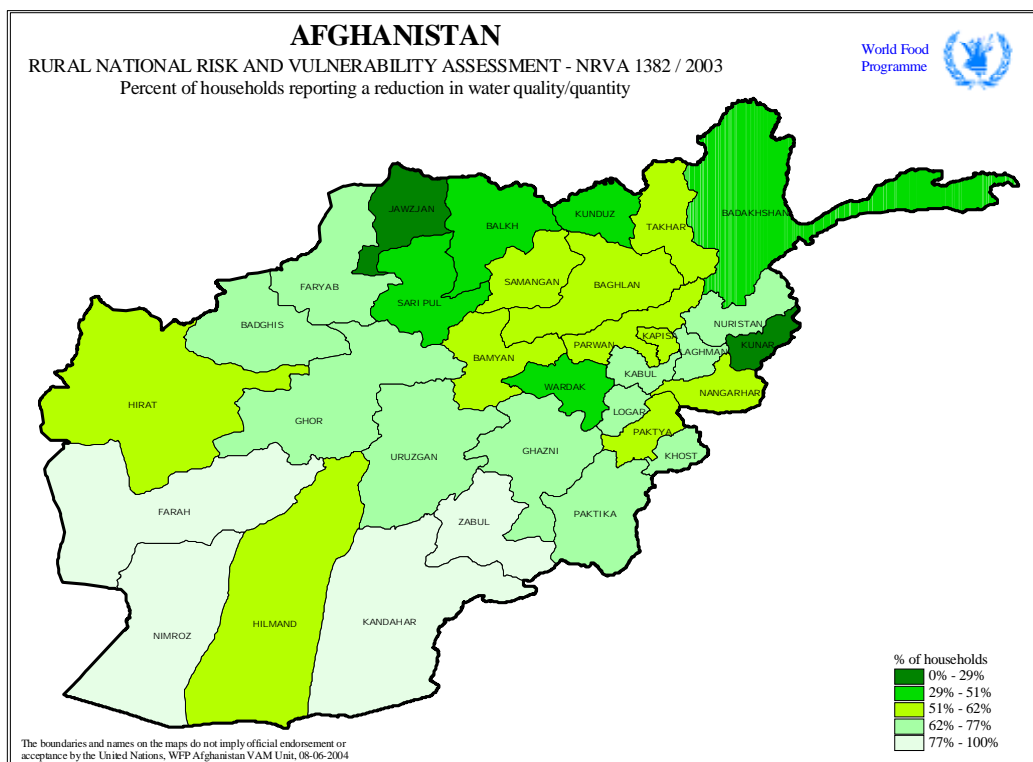 AFGHANISTAN
RURAL NATIONAL RISK AND VULNERABILITY ASSESSMENT - NRVA 1382 / 2003
Percent of households reporting a reduction in water quality/quantity
World Food
Programme
JAWZJAN
BALKH
KUNDUZ
TAKHAR
BADAKHSHAN
FARYAB
SARI PUL
SAMANGAN
BAGHLAN
BADGHIS
NURISTAN
KUNAR
BAMYAN
PARWAN
KAPISA
LAGHMAN
KABUL
WARDAK
NANGARHAR
HIRAT
GHOR
LOGAR
PAKTYA
URUZGAN
GHAZNI
KHOST
FARAH
ZABUL
PAKTIKA
NIMROZ
HILMAND
KANDAHAR
% of households
0% - 29%
29% - 51%
51% - 62%
62% - 77%
77% - 100%
The boundaries and names on the maps do not imply official endorsement or
acceptance by the United Nations, WFP Afghanistan VAM Unit, 08-06-2004